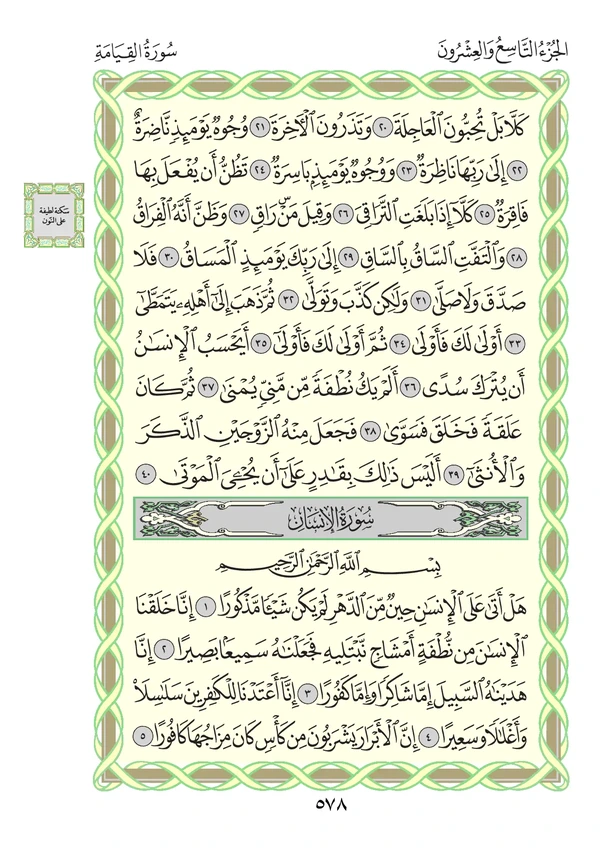 الجُزْءُ التَّاسِعُ وَالعِشْرُونَ
سُورَةُ القِيَامَةِ
كَلَّا بَلْ تُحِبُّونَ ٱلْعَاجِلَةَ ٢٠ وَتَذَرُونَ ٱلْأَخِرَةَ ٢١ وُجُوهٌ يَوْمَئِذٍ نَّاضِرَةٌ
٢٢ إِلَىٰ رَبِّهَا نَاظِرَةٌ ٢٣ وَوُجُوهٌ يَوْمَئِذٍۭ بَاسِرَةٌ ٢٤ تَظُنُّ أَن يُفْعَلَ بِهَا
فَاقِرَةٌ ٢٥ كَلَّآ إِذَا بَلَغَتِ ٱلتَّرَاقِىَ ٢٦ وَقِيلَ مَنْۜ رَاقٍ ٢٧ وَظَنَّ أَنَّهُ ٱلْفِرَاقُ
٢٨ وَٱلْتَفَّتِ ٱلسَّاقُ بِٱلسَّاقِ ٢٩ إِلَىٰ رَبِّكَ يَوْمَئِذٍ ٱلْمَسَاقُ ٣٠ فَلَا
صَدَّقَ وَلَا صَلَّىٰ ٣١ وَلَٰكِن كَذَّبَ وَتَوَلَّىٰ ٣٢ ثُمَّ ذَهَبَ إِلَىٰٓ أَهْلِهِۦ يَتَمَطَّىٰٓ
٣٣ أَوْلَىٰ لَكَ فَأَوْلَىٰ ٣٤ ثُمَّ أَوْلَىٰ لَكَ فَأَوْلَىٰٓ ٣٥ أَيَحْسَبُ ٱلْإِنسَٰنُ
أَن يُتْرَكَ سُدًى ٣٦ أَلَمْ يَكُ نُطْفَةً مِّن مَّنِىٍّ يُمْنَىٰ ٣٧ ثُمَّ كَانَ
عَلَقَةً فَخَلَقَ فَسَوَّىٰ ٣٨ فَجَعَلَ مِنْهُ ٱلزَّوْجَيْنِ ٱلذَّكَرَ
وَٱلْأُنثَىٰٓ ٣٩ أَلَيْسَ ذَٰلِكَ بِقَٰدِرٍ عَلَىٰٓ أَن يُحْـِۧىَ ٱلْمَوْتَىٰ ٤٠
سكتة لطيفة
على النون
سُورَةُ الإِنسَانِ
بِسْمِ ٱللَّهِ ٱلرَّحْمَٰنِ ٱلرَّحِيمِ
هَلْ أَتَىٰ عَلَى ٱلْإِنسَٰنِ حِينٌ مِّنَ ٱلدَّهْرِ لَمْ يَكُن شَيْـًٔا مَّذْكُورًا ١ إِنَّا خَلَقْنَا
ٱلْإِنسَٰنَ مِن نُّطْفَةٍ أَمْشَاجٍ نَّبْتَلِيهِ فَجَعَلْنَٰهُ سَمِيعًۢا بَصِيرًا ٢ إِنَّا
هَدَيْنَٰهُ ٱلسَّبِيلَ إِمَّا شَاكِرًا وَإِمَّا كَفُورًا ٣ إِنَّآ أَعْتَدْنَا لِلْكَٰفِرِينَ سَلَٰسِلَا۟
وَأَغْلَٰلًا وَسَعِيرًا ٤ إِنَّ ٱلْأَبْرَارَ يَشْرَبُونَ مِن كَأْسٍ كَانَ مِزَاجُهَا كَافُورًا ٥
٥٧٨